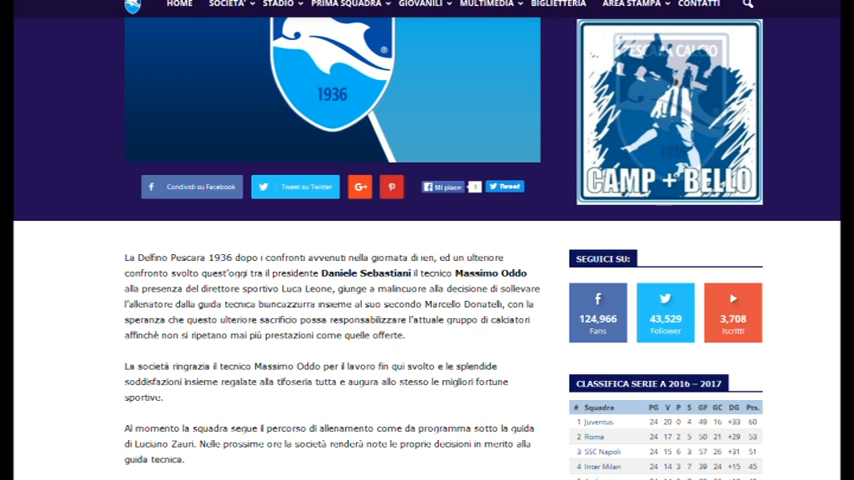 HOME SOCIETA' STADIO PRIMA SQUADRA GIOVANILI MULTIMEDIA BIGLIETTERIA AREA STAMPA CONTATTI
1936
®
PESCARA CALCIO
1936
CAMP + BELLO
Condividi su Facebook Tweet su Twitter G+ Mi piace 1 Tweet
La Delfino Pescara 1936 dopo i confronti avvenuti nella giornata di ieri, ed un ulteriore
confronto svolto quest'oggi tra il presidente Daniele Sebastiani il tecnico Massimo Oddo
alla presenza del direttore sportivo Luca Leone, giunge a malincuore alla decisione di sollevare
l'allenatore dalla guida tecnica biancazzurra insieme al suo secondo Marcello Donatelli, con la
speranza che questo ulteriore sacrificio possa responsabilizzare l'attuale gruppo di calciatori
affinchè non si ripetano mai più prestazioni come quelle offerte.
La società ringrazia il tecnico Massimo Oddo per il lavoro fin qui svolto e le splendide
soddisfazioni insieme regalate alla tifoseria tutta e augura allo stesso le migliori fortune
sportive.
Al momento la squadra segue il percorso di allenamento come da programma sotto la guida
di Luciano Zauri. Nelle prossime ore la società renderà note le proprie decisioni in merito alla
guida tecnica.
SEGUICI SU:
124,966 43,529 3,708
Fans Follower Iscritti
CLASSIFICA SERIE A 2016 – 2017
# Squadra PG V P S GF GC DG Pts.
1 Juventus 24 20 0 4 49 16 +33 60
2 Roma 24 17 2 5 50 21 +29 53
3 SSC Napoli 24 15 6 3 57 26 +31 51
4 Inter Milan 24 14 3 7 39 24 +15 45